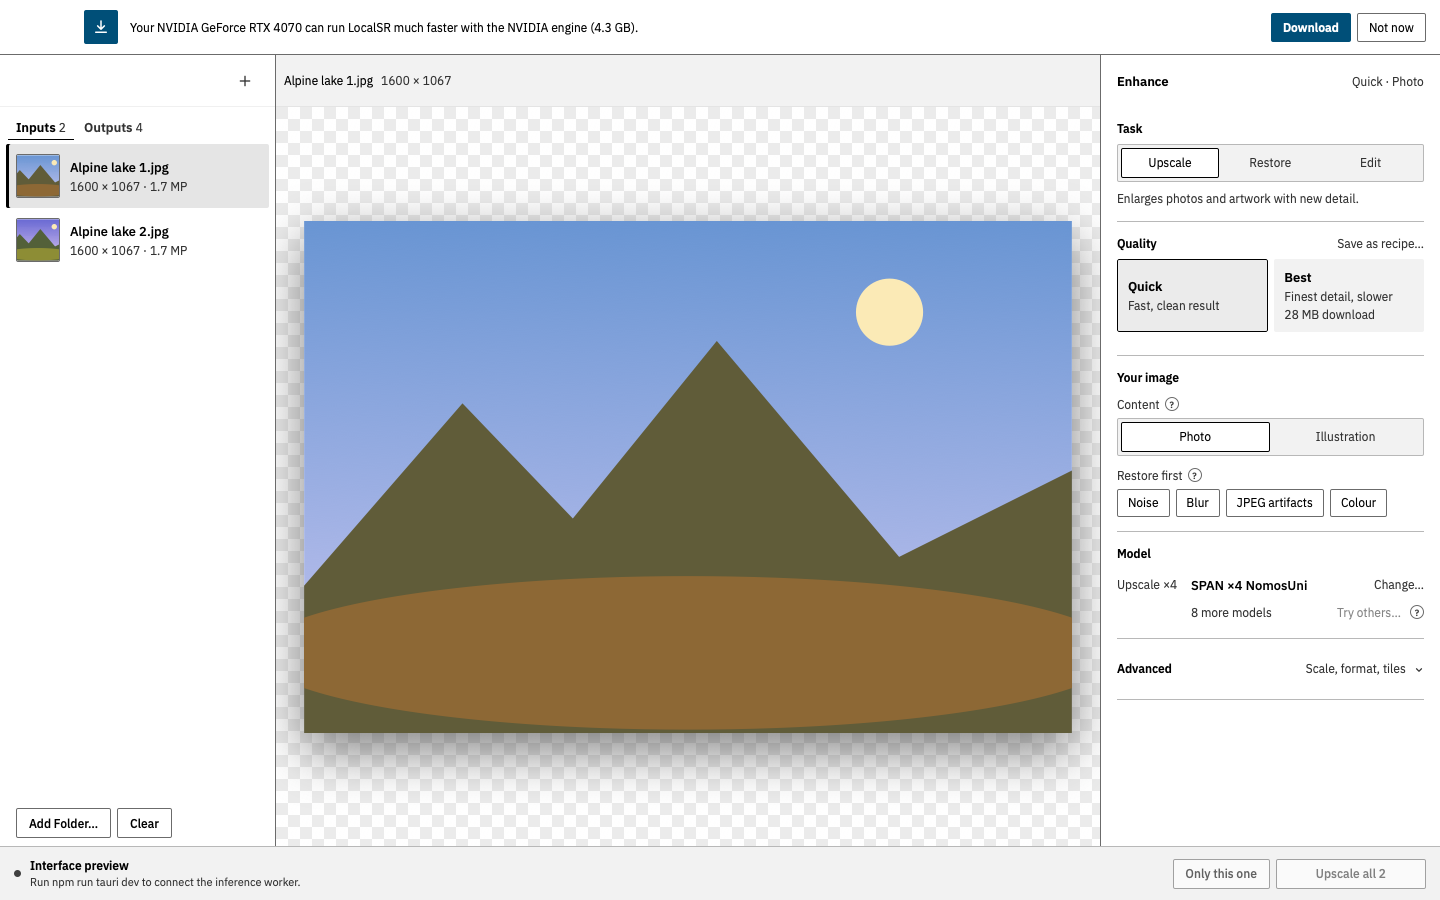 Your NVIDIA GeForce RTX 4070 can run LocalSR much faster with the NVIDIA engine (4.3 GB).
Download
Not now
Inputs 2
Outputs 4
Alpine lake 1.jpg
1600 × 1067 · 1.7 MP
Alpine lake 2.jpg
1600 × 1067 · 1.7 MP
Add Folder...
Clear
Alpine lake 1.jpg 1600 × 1067
Enhance
Quick · Photo
Task
Upscale
Restore
Edit
Enlarges photos and artwork with new detail.
Quality
Save as recipe...
Quick
Fast, clean result
Best
Finest detail, slower
28 MB download
Your image
Content ?
Photo
Illustration
Restore first ?
Noise
Blur
JPEG artifacts
Colour
Model
Upscale ×4
SPAN ×4 NomosUni
Change...
8 more models
Try others... ?
Advanced
Scale, format, tiles
Interface preview
Run npm run tauri dev to connect the inference worker.
Only this one
Upscale all 2